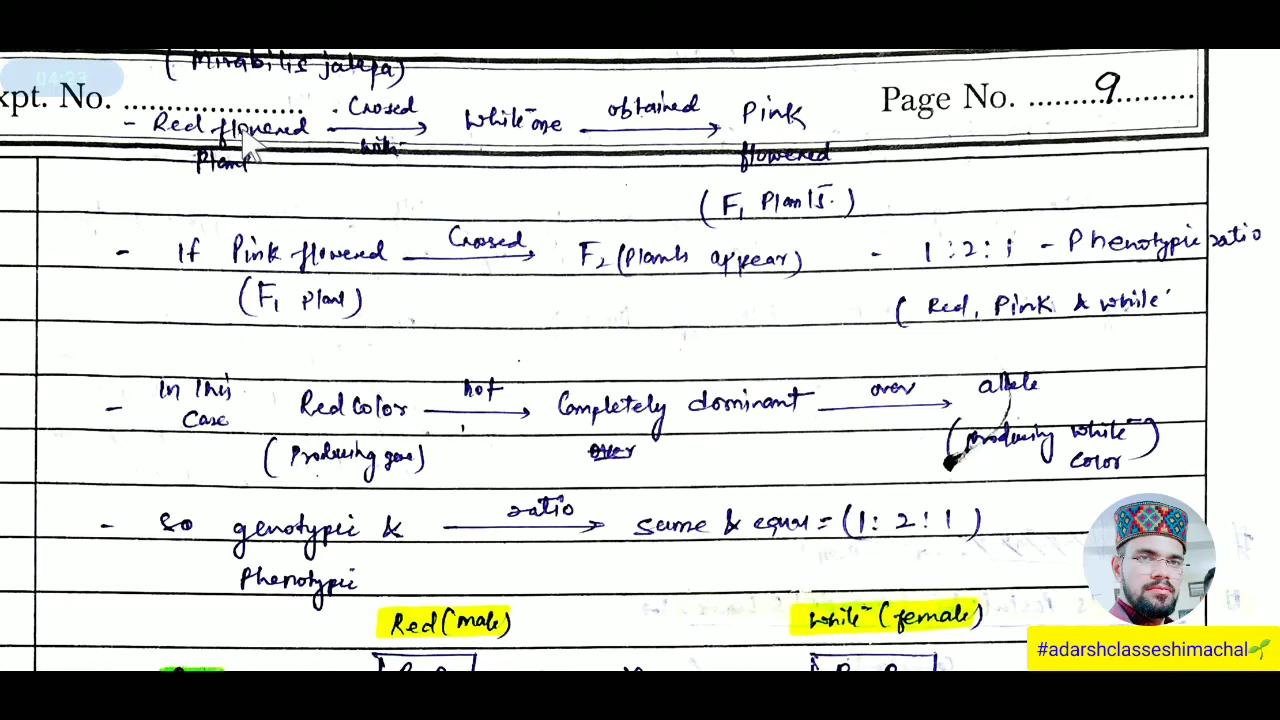 (Mirabilis jalapa)
04:23
xpt. No. ........................
Page No. .........9..........
- Red flowered Plant Crossed with White one obtained Pink flowered
(F1 Plants.)
- If Pink flowered Crossed F2 (Plants appear) - 1:2:1 - Phenotypic ratio
(F1 Plant) (Red, Pink & white
- In this Case Red Color not Completely dominant over allele
(Producing gene) over (producing white color)
- So genotypic & Phenotypic ratio same & equal = (1:2:1)
Red (male) White (female)
#adarshclasseshimachal🌱